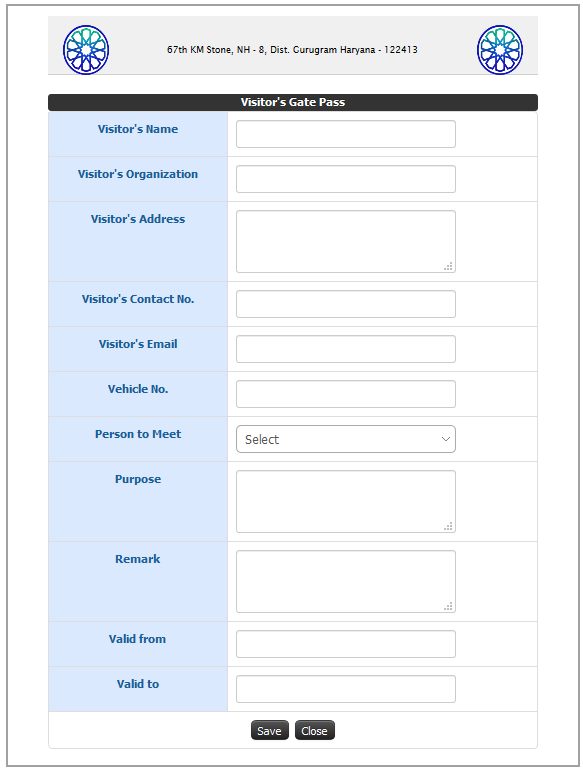 67th KM Stone, NH - 8, Dist. Gurugram Haryana - 122413
Visitor's Gate Pass
Visitor's Name
Visitor's Organization
Visitor's Address
Visitor's Contact No.
Visitor's Email
Vehicle No.
Person to Meet
Select
Purpose
Remark
Valid from
Valid to
Save Close